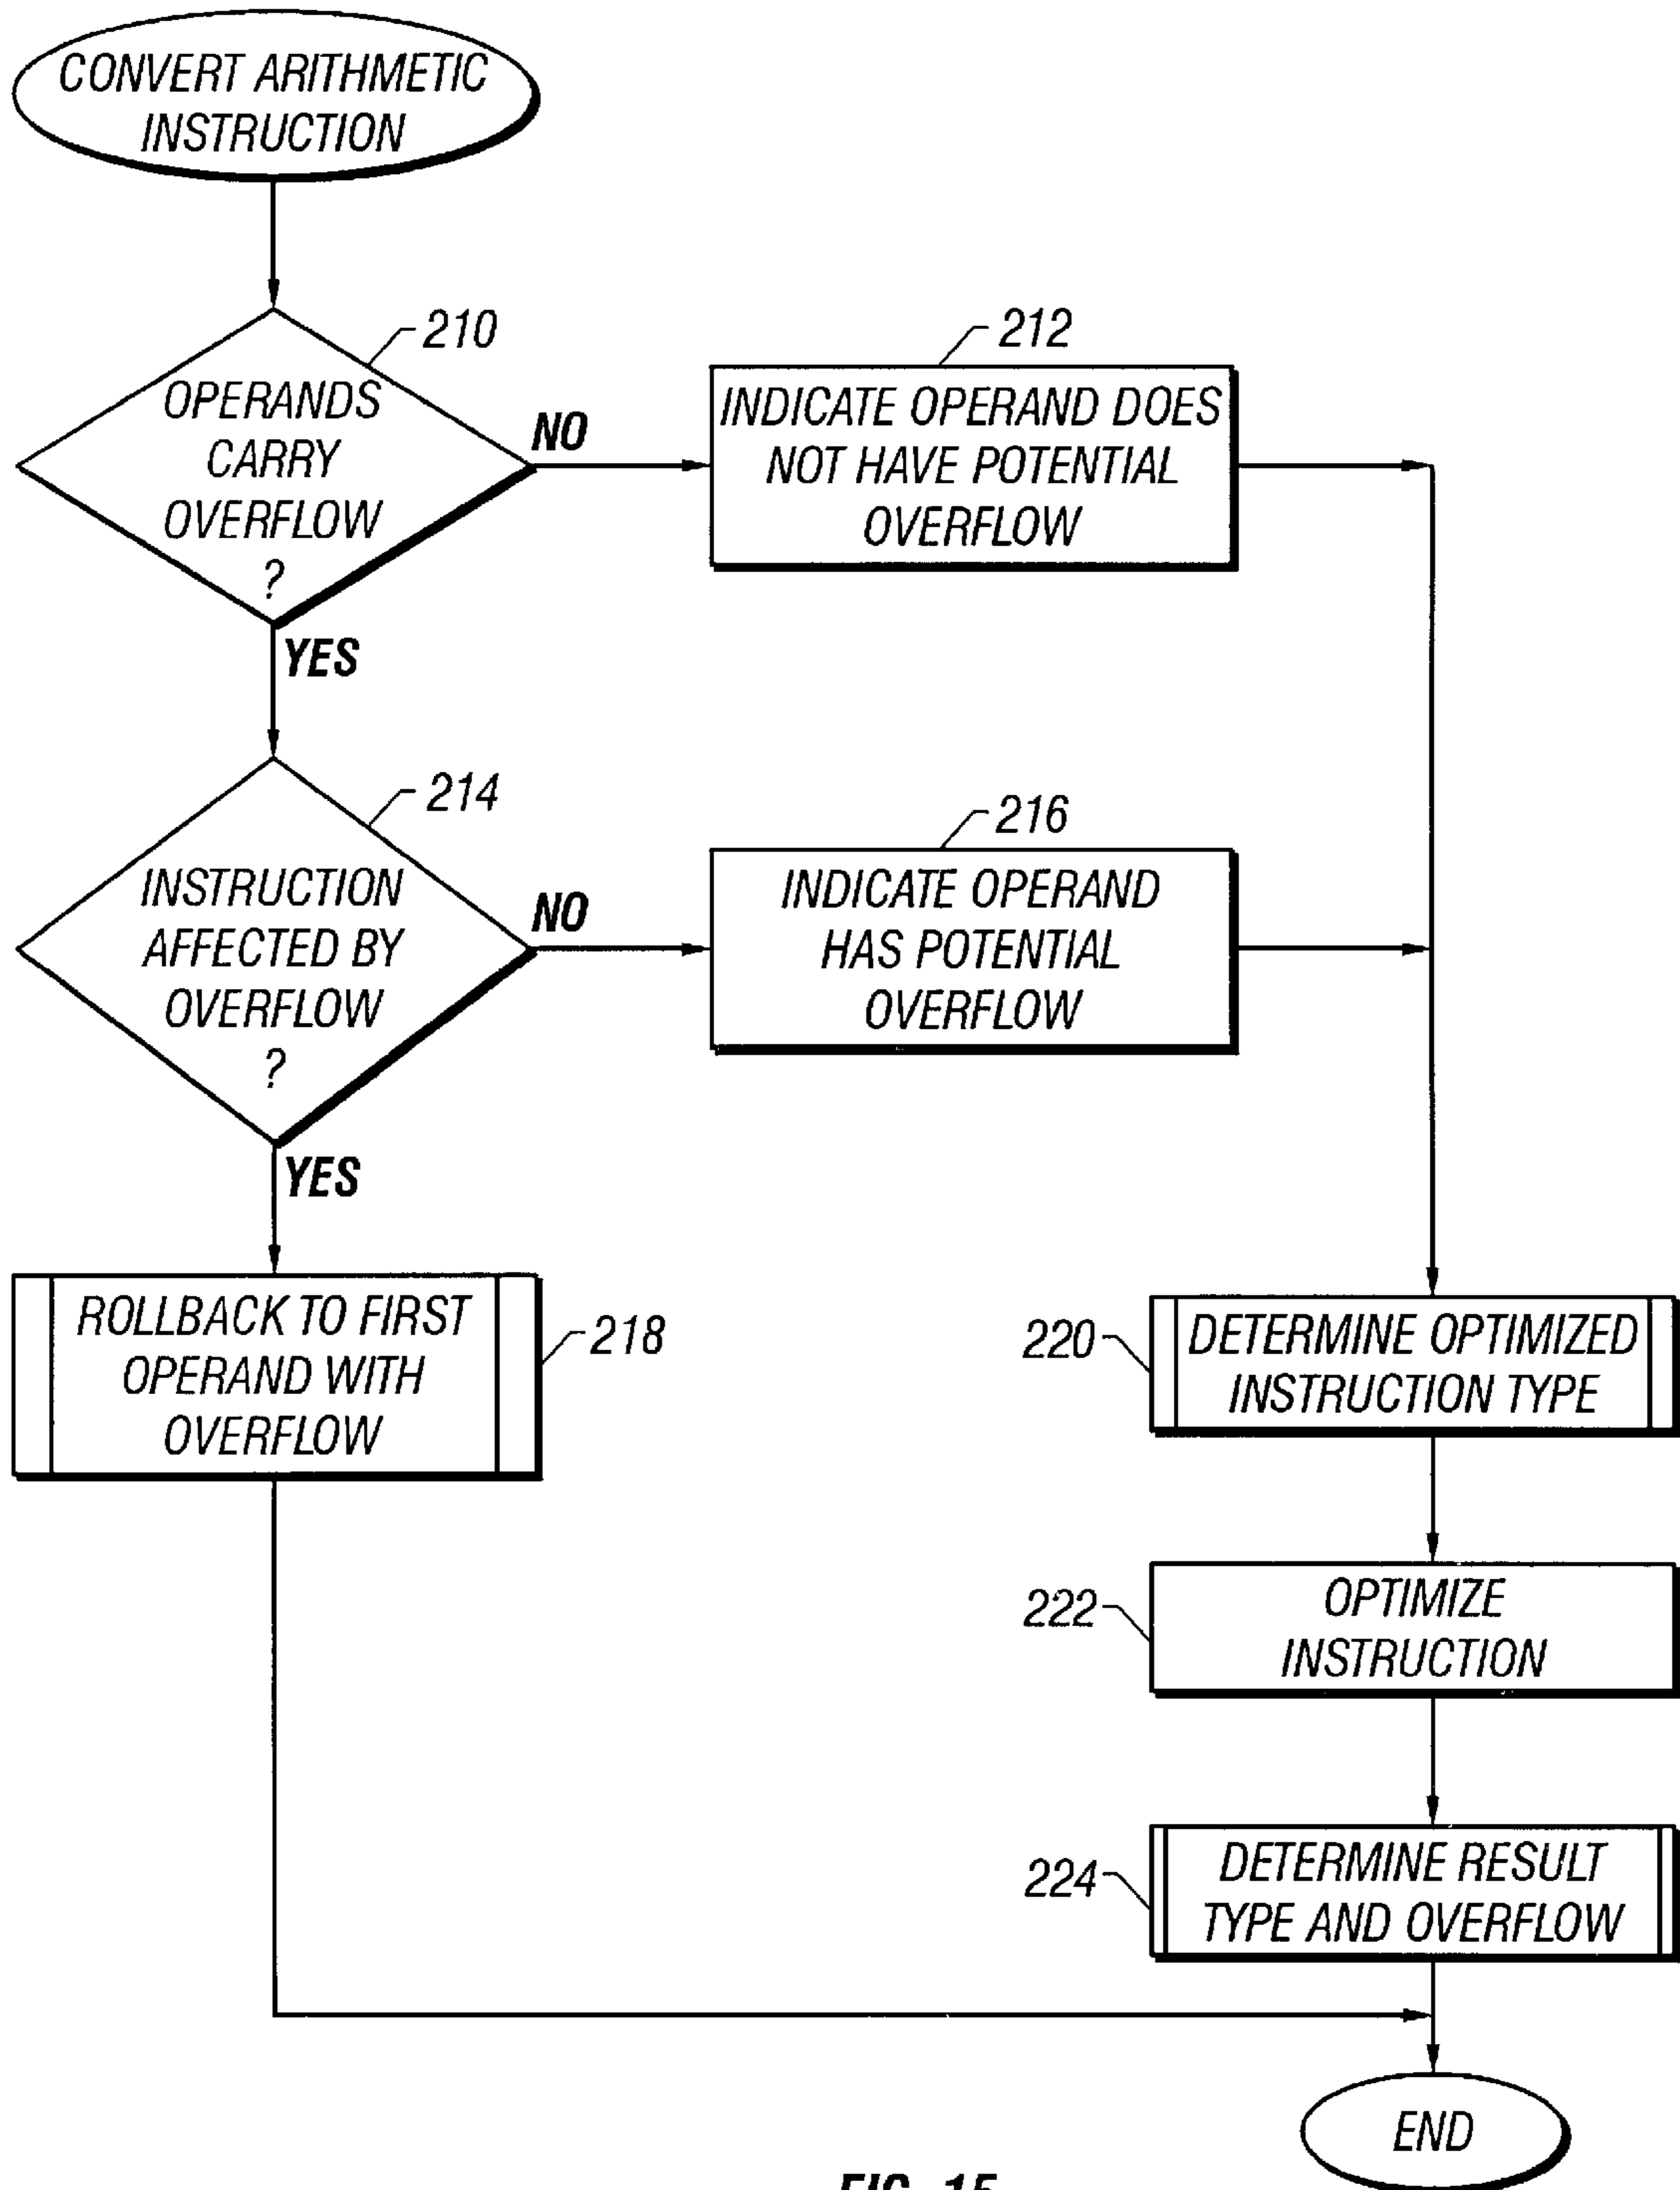 CONVERT ARITHMETIC
INSTRUCTION
210
OPERANDS
CARRY
OVERFLOW
?
NO
YES
212
INDICATE OPERAND DOES
NOT HAVE POTENTIAL
OVERFLOW
214
INSTRUCTION
AFFECTED BY
OVERFLOW
?
NO
YES
216
INDICATE OPERAND
HAS POTENTIAL
OVERFLOW
ROLLBACK TO FIRST
OPERAND WITH
OVERFLOW
218
220
DETERMINE OPTIMIZED
INSTRUCTION TYPE
222
OPTIMIZE
INSTRUCTION
224
DETERMINE RESULT
TYPE AND OVERFLOW
END
FIG. 15